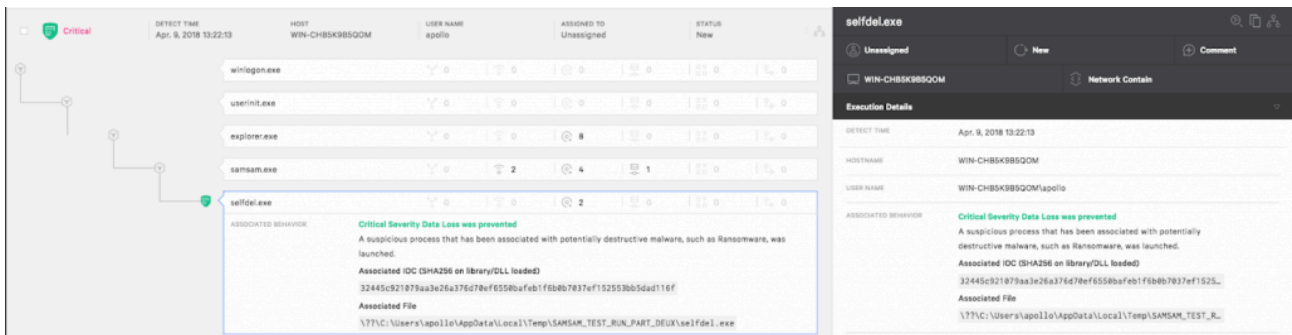 Critical
DETECT TIME
Apr. 9, 2018 13:22:13
HOST
WIN-CHB5K9B5QOM
USER NAME
apollo
ASSIGNED TO
Unassigned
STATUS
New
winlogon.exe 0 0 0 0 0 0
userinit.exe 0 0 0 0 0 0
explorer.exe 0 0 8 0 0 0
samsam.exe 0 2 4 1 0 0
selfdel.exe 0 0 2 0 0 0
ASSOCIATED BEHAVIOR
Critical Severity Data Loss was prevented
A suspicious process that has been associated with potentially destructive malware, such as Ransomware, was
launched.
Associated IOC (SHA256 on library/DLL loaded)
32445c921079aa3e26a376d70ef6550bafeb1f6b0b7037ef152553bb5dad116f
Associated File
\??\C:\Users\apollo\AppData\Local\Temp\SAMSAM_TEST_RUN_PART_DEUX\selfdel.exe
selfdel.exe
Unassigned
New
Comment
WIN-CHB5K9B5QOM
Network Contain
Execution Details
DETECT TIME
Apr. 9, 2018 13:22:13
HOSTNAME
WIN-CHB5K9B5QOM
USER NAME
WIN-CHB5K9B5QOM\apollo
ASSOCIATED BEHAVIOR
Critical Severity Data Loss was prevented
A suspicious process that has been associated with potentially
destructive malware, such as Ransomware, was launched.
Associated IOC (SHA256 on library/DLL loaded)
32445c921079aa3e26a376d70ef6550bafeb1f6b0b7037ef1525…
Associated File
\??\C:\Users\apollo\AppData\Local\Temp\SAMSAM_TEST_R…